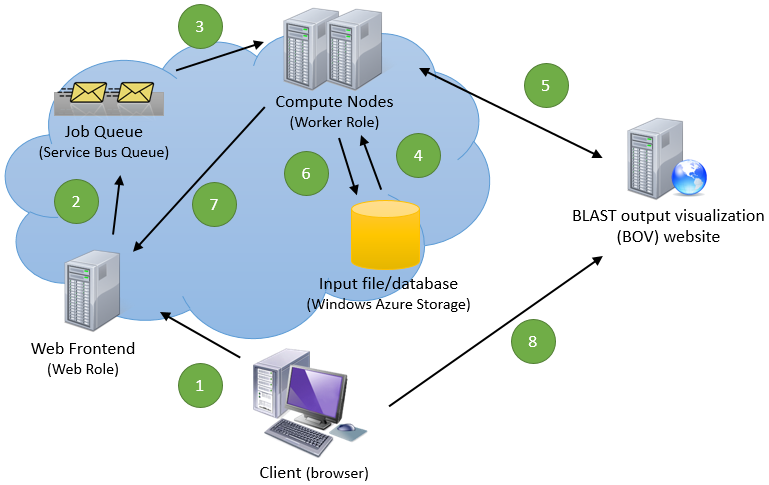 3
Compute Nodes
(Worker Role)
5
Job Queue
(Service Bus Queue)
6
4
2
7
BLAST output visualization
(BOV) website
Input file/database
(Windows Azure Storage)
Web Frontend
(Web Role)
8
1
Client (browser)